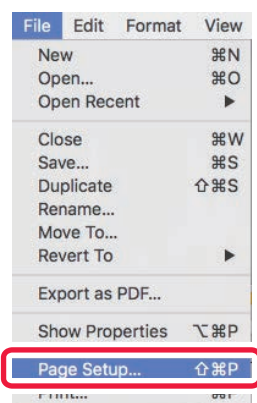 File Edit Format View
New ⌘N
Open... ⌘O
Open Recent ▶
Close ⌘W
Save... ⌘S
Duplicate ⇧⌘S
Rename...
Move To...
Revert To ▶
Export as PDF...
Show Properties ⌥⌘P
Page Setup... ⇧⌘P